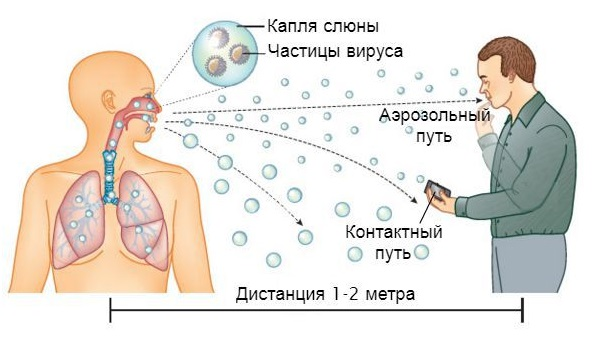 Капля слюны
Частицы вируса
Аэрозольный
путь
Контактный
путь
Дистанция 1-2 метра